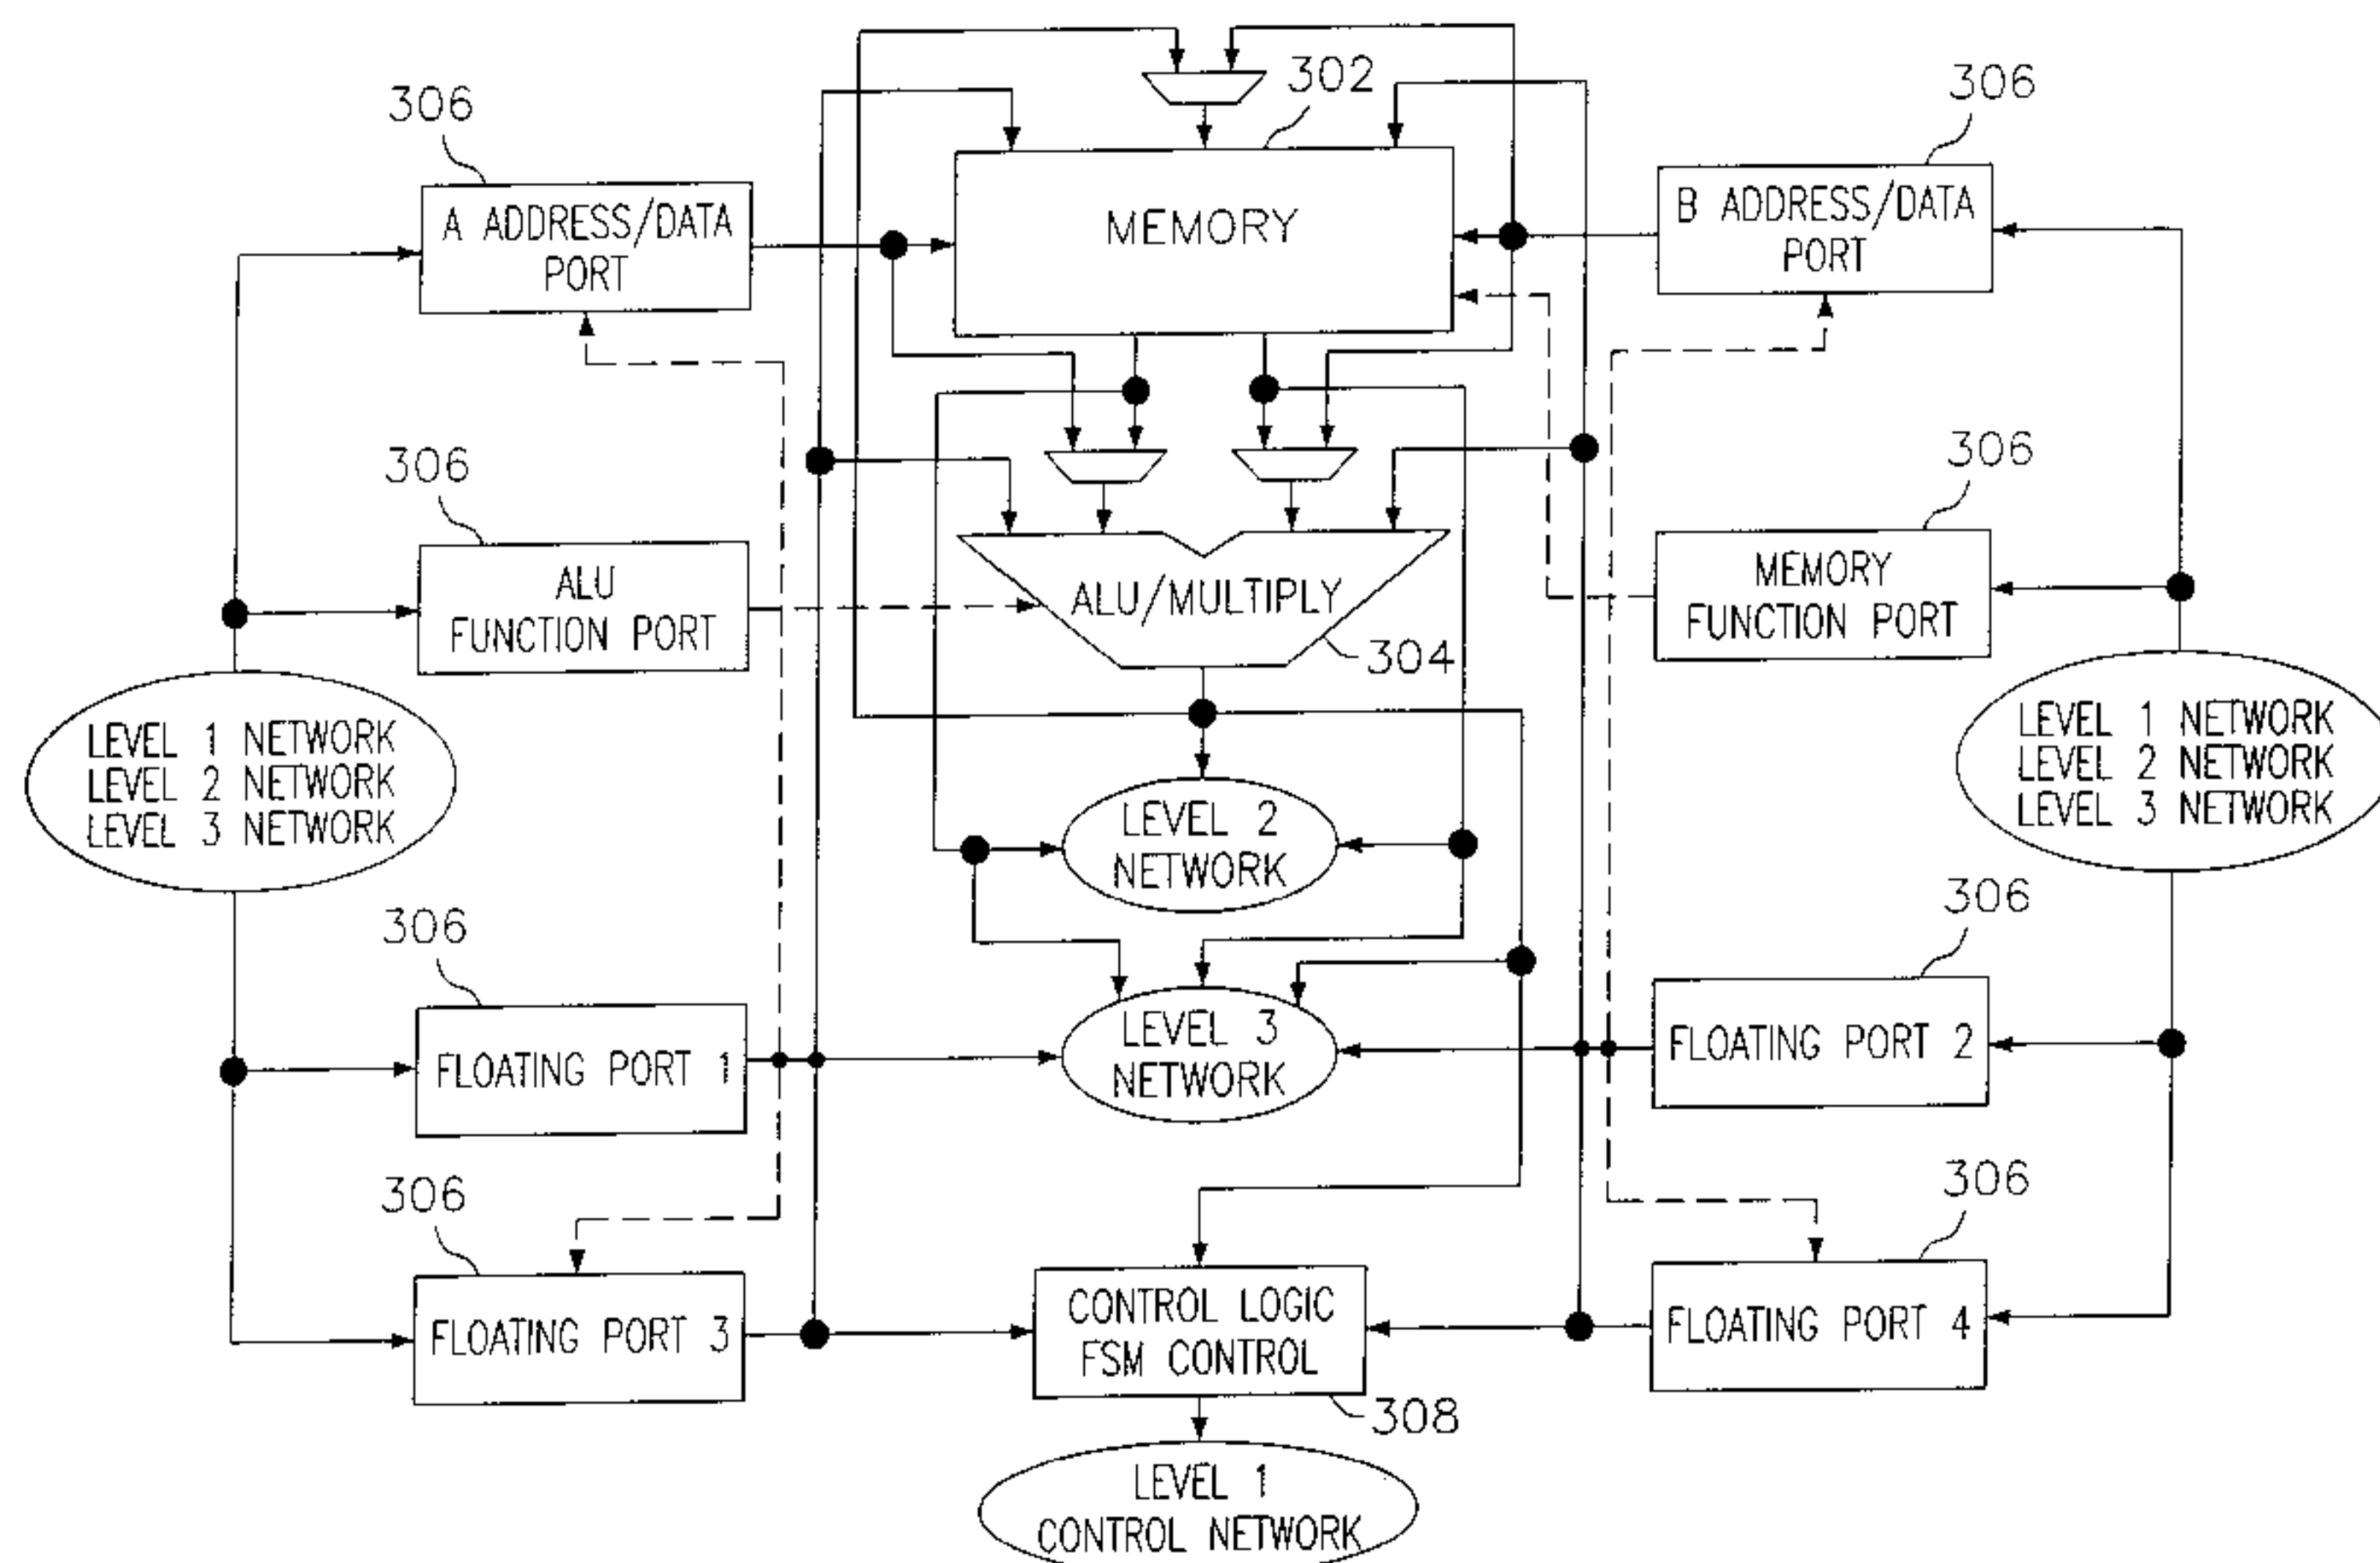 302
306
306
A ADDRESS/DATA
PORT
MEMORY
B ADDRESS/DATA
PORT
306
306
ALU
FUNCTION PORT
ALU/MULTIPLY
304
MEMORY
FUNCTION PORT
LEVEL 1 NETWORK
LEVEL 2 NETWORK
LEVEL 3 NETWORK
LEVEL 2
NETWORK
LEVEL 1 NETWORK
LEVEL 2 NETWORK
LEVEL 3 NETWORK
306
306
FLOATING PORT 1
LEVEL 3
NETWORK
FLOATING PORT 2
306
306
FLOATING PORT 3
CONTROL LOGIC
FSM CONTROL
308
FLOATING PORT 4
LEVEL 1
CONTROL NETWORK